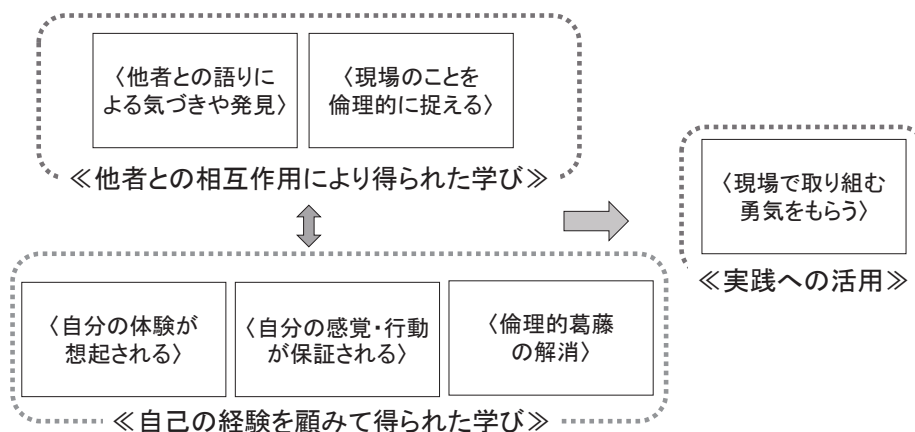 〈他者との語りに
よる気づきや発見〉
〈現場のことを
倫理的に捉える〉
≪他者との相互作用により得られた学び≫
〈現場で取り組む
勇気をもらう〉
≪実践への活用≫
〈自分の体験が
想起される〉
〈自分の感覚・行動
が保証される〉
〈倫理的葛藤
の解消〉
≪自己の経験を顧みて得られた学び≫